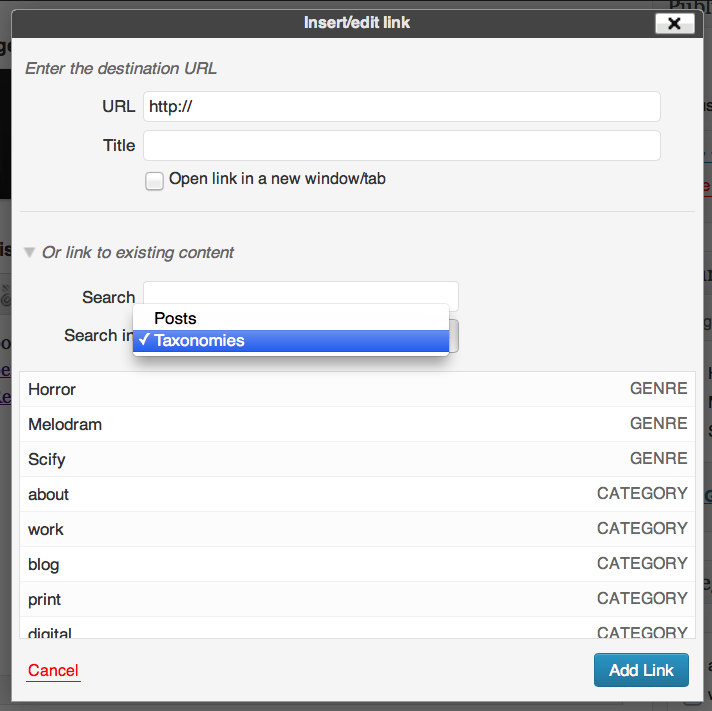 Insert/edit link
Enter the destination URL
URL http://
Title
Open link in a new window/tab
Or link to existing content
Search
Posts
Search in
✓ Taxonomies
Horror GENRE
Melodram GENRE
Scify GENRE
about CATEGORY
work CATEGORY
blog CATEGORY
print CATEGORY
digital CATEGORY
Cancel Add Link